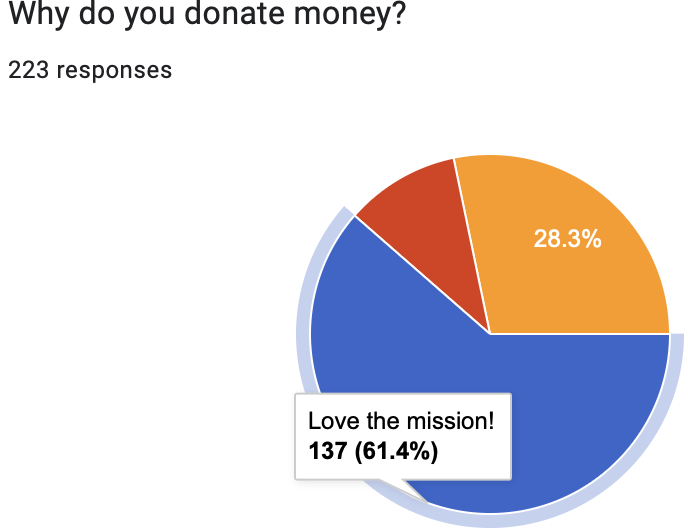 Why do you donate money?
223 responses
28.3%
Love the mission!
137 (61.4%)